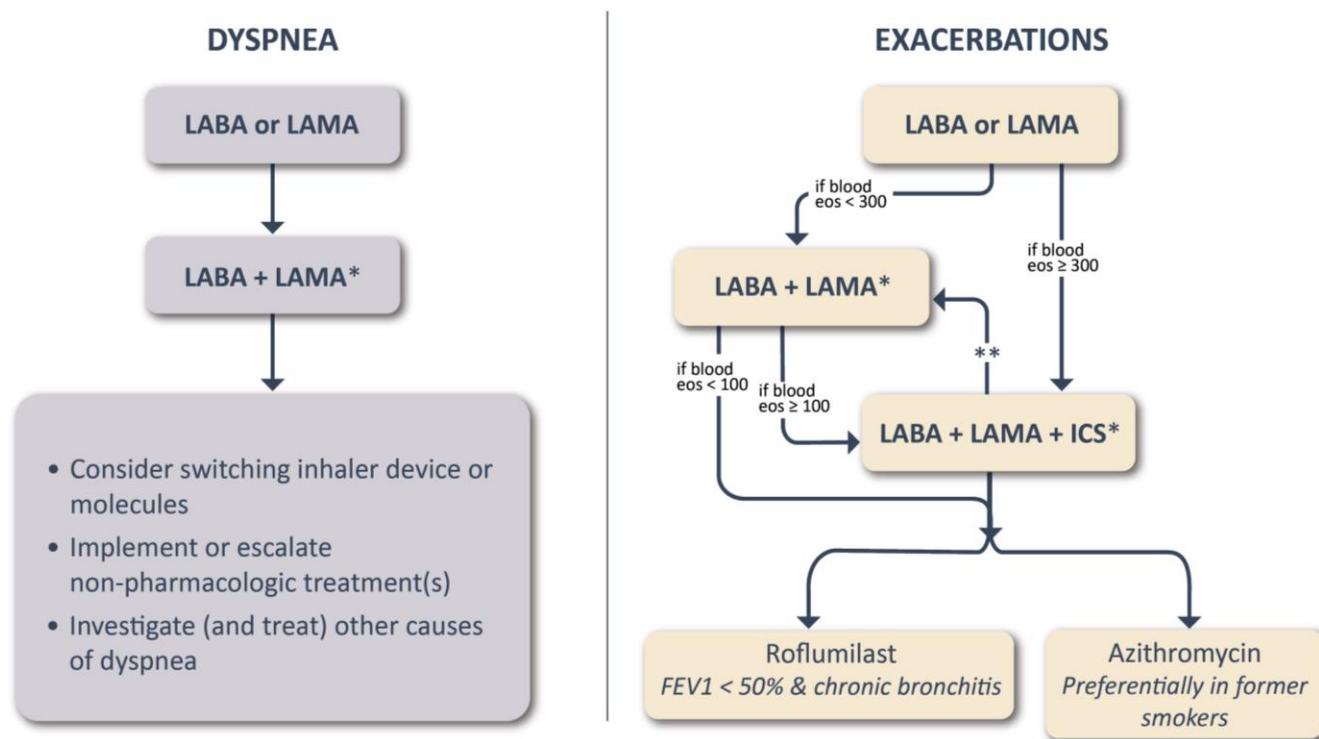 DYSPNEA
LABA or LAMA
LABA + LAMA*
• Consider switching inhaler device or
molecules
• Implement or escalate
non-pharmacologic treatment(s)
• Investigate (and treat) other causes
of dyspnea
EXACERBATIONS
LABA or LAMA
if blood
eos < 300
if blood
eos ≥ 300
LABA + LAMA*
**
if blood
eos < 100
if blood
eos ≥ 100
LABA + LAMA + ICS*
Roflumilast
FEV1 < 50% & chronic bronchitis
Azithromycin
Preferentially in former
smokers